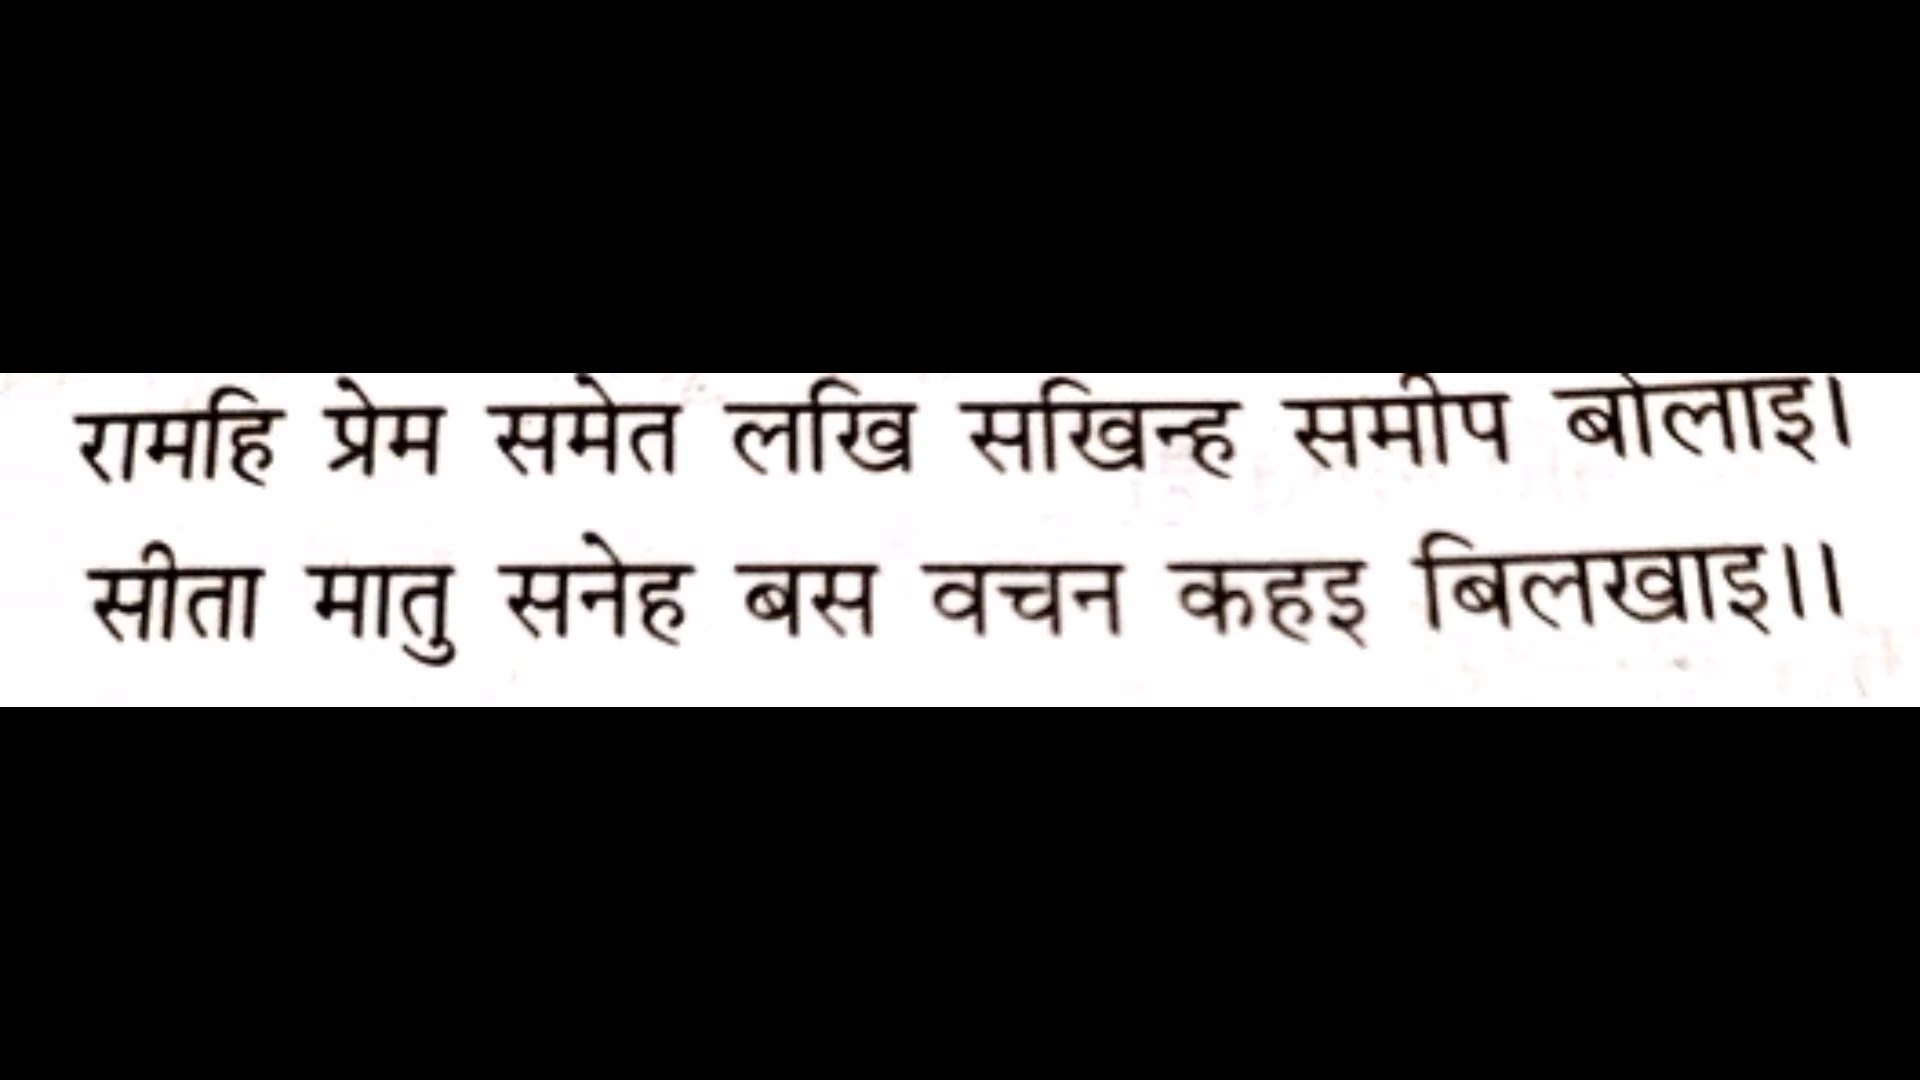 रामहि प्रेम समेत लखि सखिन्ह समीप बोलाइ।
सीता मातु सनेह बस वचन कहइ बिलखाइ।।